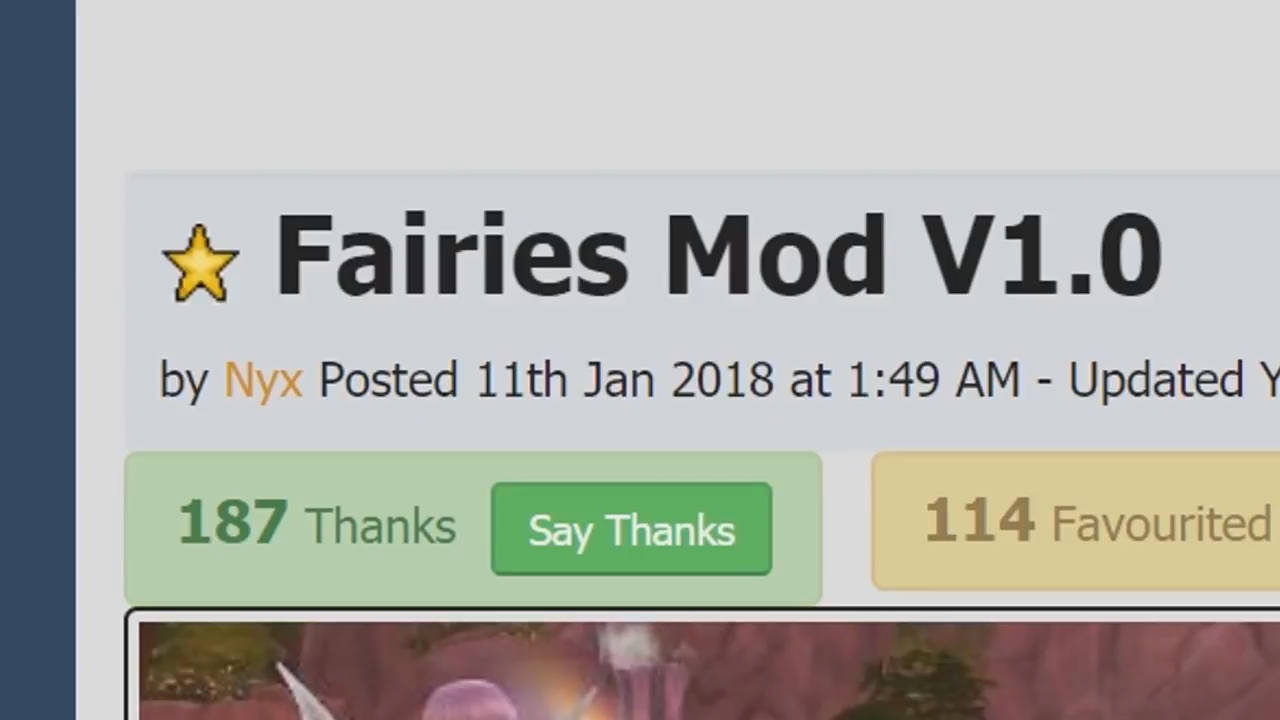 Fairies Mod V1.0
by Nyx Posted 11th Jan 2018 at 1:49 AM - Updated Y
187 Thanks Say Thanks 114 Favourited